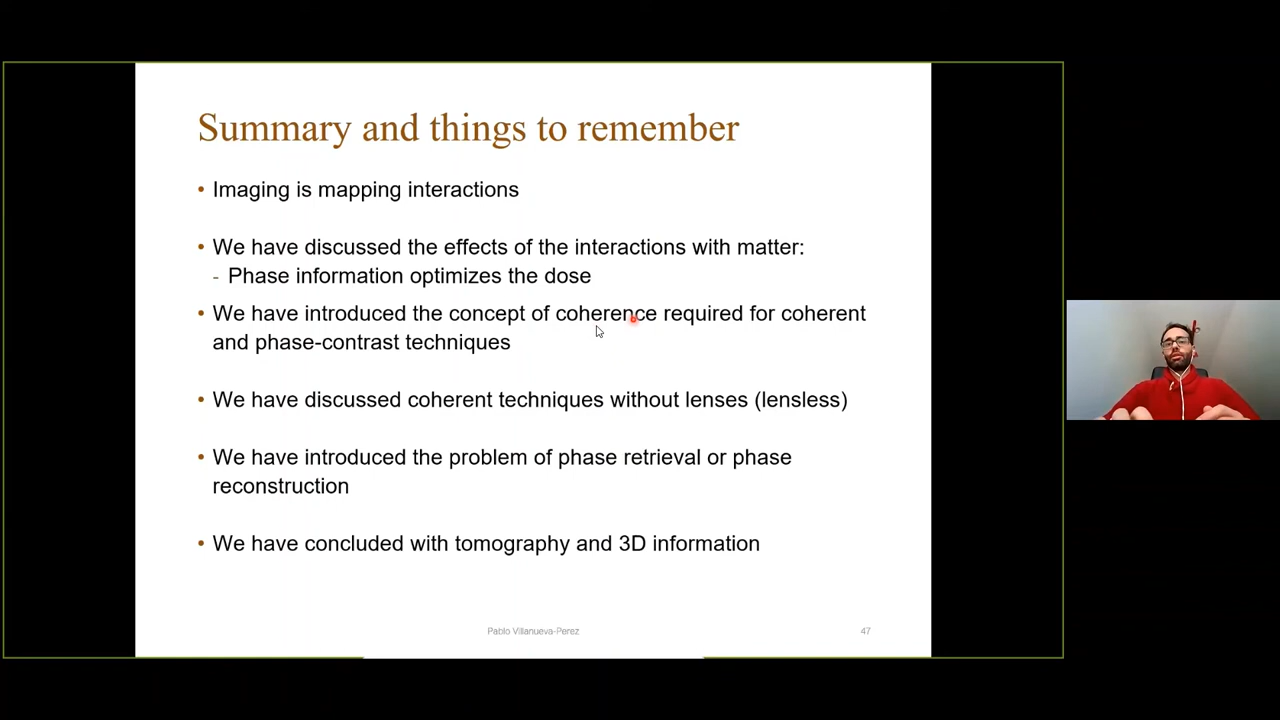 Summary and things to remember
• Imaging is mapping interactions
• We have discussed the effects of the interactions with matter:
- Phase information optimizes the dose
• We have introduced the concept of coherence required for coherent
and phase-contrast techniques
• We have discussed coherent techniques without lenses (lensless)
• We have introduced the problem of phase retrieval or phase
reconstruction
• We have concluded with tomography and 3D information
Pablo Villanueva-Perez
47